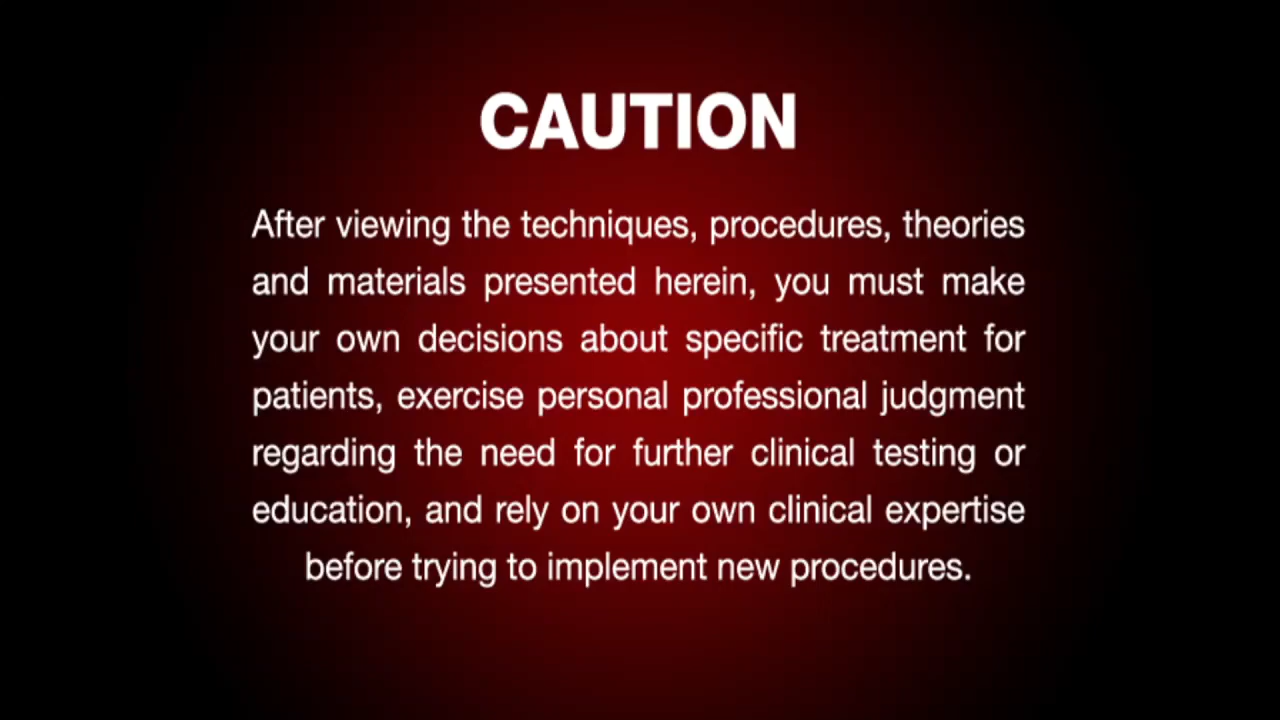 CAUTION
After viewing the techniques, procedures, theories
and materials presented herein, you must make
your own decisions about specific treatment for
patients, exercise personal professional judgment
regarding the need for further clinical testing or
education, and rely on your own clinical expertise
before trying to implement new procedures.